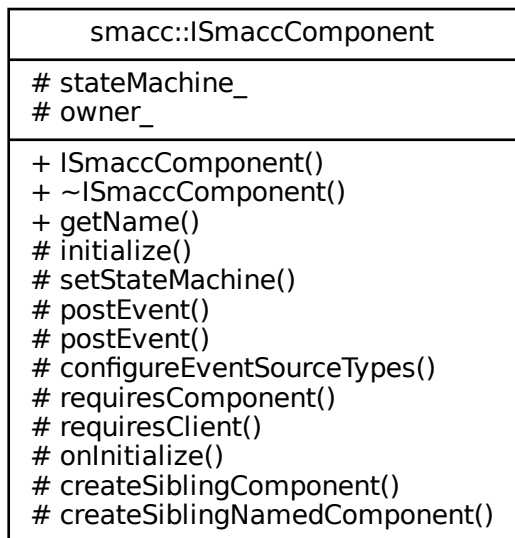 smacc::ISmaccComponent
# stateMachine_
# owner_
+ ISmaccComponent()
+ ~ISmaccComponent()
+ getName()
# initialize()
# setStateMachine()
# postEvent()
# postEvent()
# configureEventSourceTypes()
# requiresComponent()
# requiresClient()
# onInitialize()
# createSiblingComponent()
# createSiblingNamedComponent()